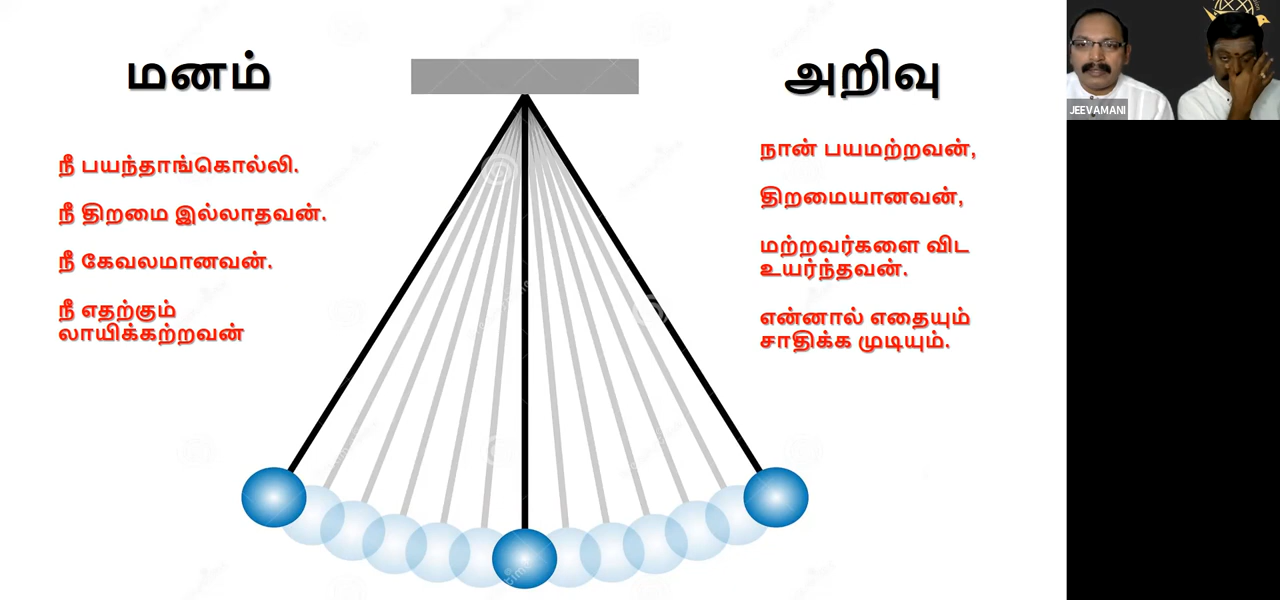 மனம்
நீ பயந்தாங்கொல்லி.
நீ திறமை இல்லாதவன்.
நீ கேவலமானவன்.
நீ எதற்கும்
லாயிக்கற்றவன்
அறிவு
நான் பயமற்றவன்,
திறமையானவன்,
மற்றவர்களை விட
உயர்ந்தவன்.
என்னால் எதையும்
சாதிக்க முடியும்.
JEEVAMANI